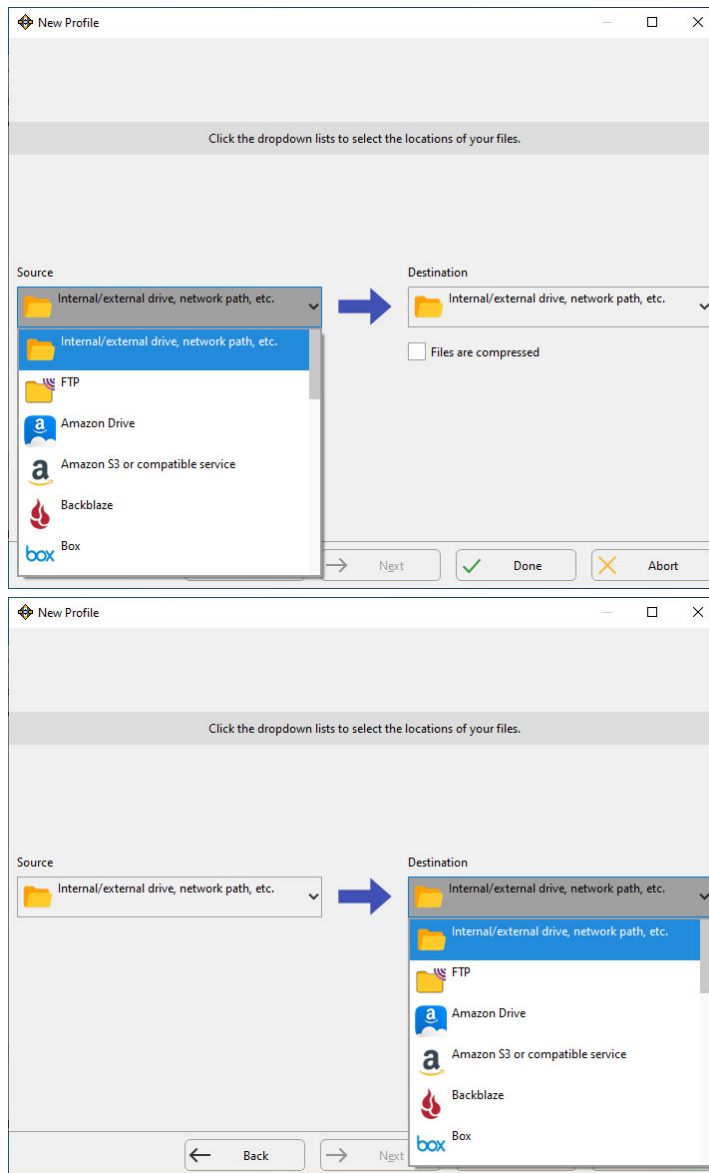 New Profile
Click the dropdown lists to select the locations of your files.
Source
Destination
Internal/external drive, network path, etc.
Internal/external drive, network path, etc.
Internal/external drive, network path, etc.
Files are compressed
FTP
a
Amazon Drive
a
Amazon S3 or compatible service
Backblaze
box
Box
Next
Done
Abort
New Profile
Click the dropdown lists to select the locations of your files.
Source
Destination
Internal/external drive, network path, etc.
Internal/external drive, network path, etc.
Internal/external drive, network path, etc.
FTP
a
Amazon Drive
a
Amazon S3 or compatible service
Backblaze
box
Box
Back
Next